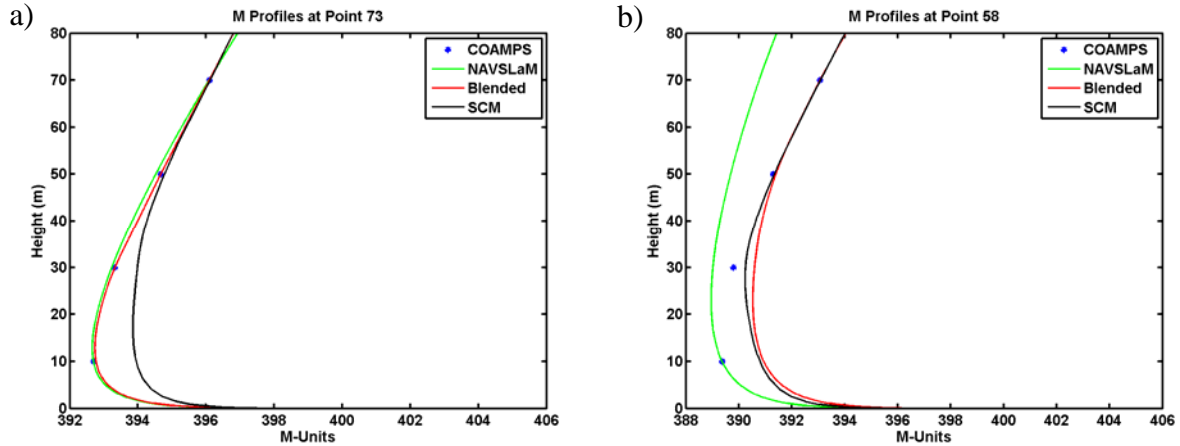 a)
M Profiles at Point 73
80
70
60
50
40
30
20
10
0
Height (m)
392 394 396 398 400 402 404 406
M-Units
COAMPS
NAVSLaM
Blended
SCM
b)
M Profiles at Point 58
80
70
60
50
40
30
20
10
0
Height (m)
388 390 392 394 396 398 400 402 404 406
M-Units
COAMPS
NAVSLaM
Blended
SCM